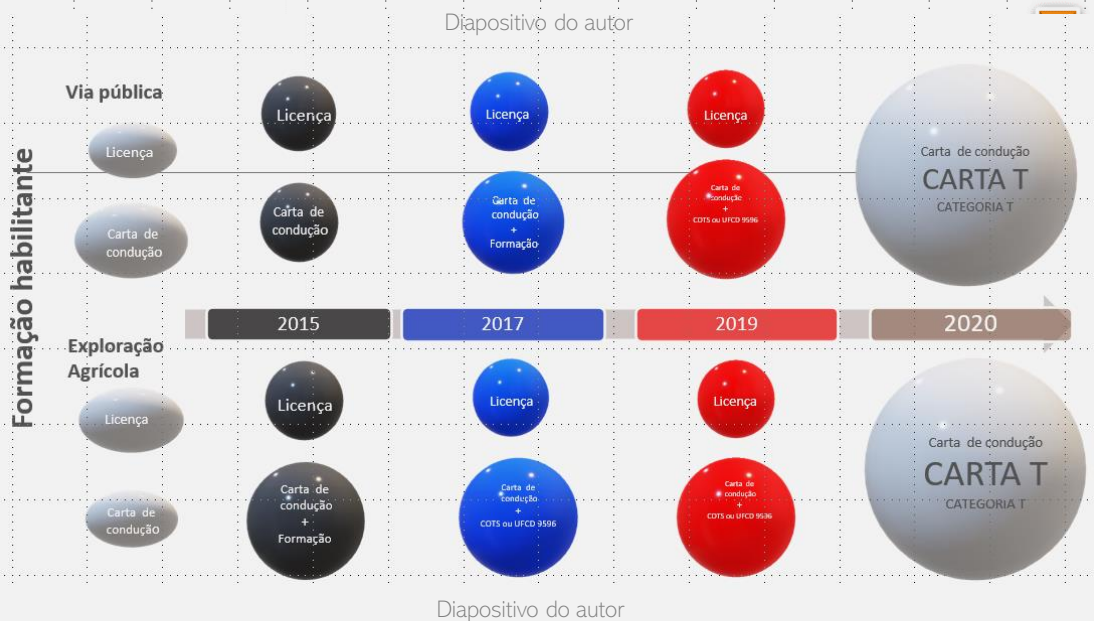 Diapositivo do autor
Formação habilitante
Via pública
Licença
Carta de
condução
Licença
Carta de
condução
Licença
Carta de
condução
+
Formação
Licença
Carta de
condução
+
COTS ou UFCD 9596
Carta de condução
CARTA T
CATEGORIA T
2015
2017
2019
2020
Exploração
Agrícola
Licença
Carta de
condução
Licença
Carta de
condução
+
Formação
Licença
Carta de
condução
+
COTS ou UFCD 9596
Licença
Carta de
condução
+
COTS ou UFCD 9596
Carta de condução
CARTA T
CATEGORIA T
Diapositivo do autor